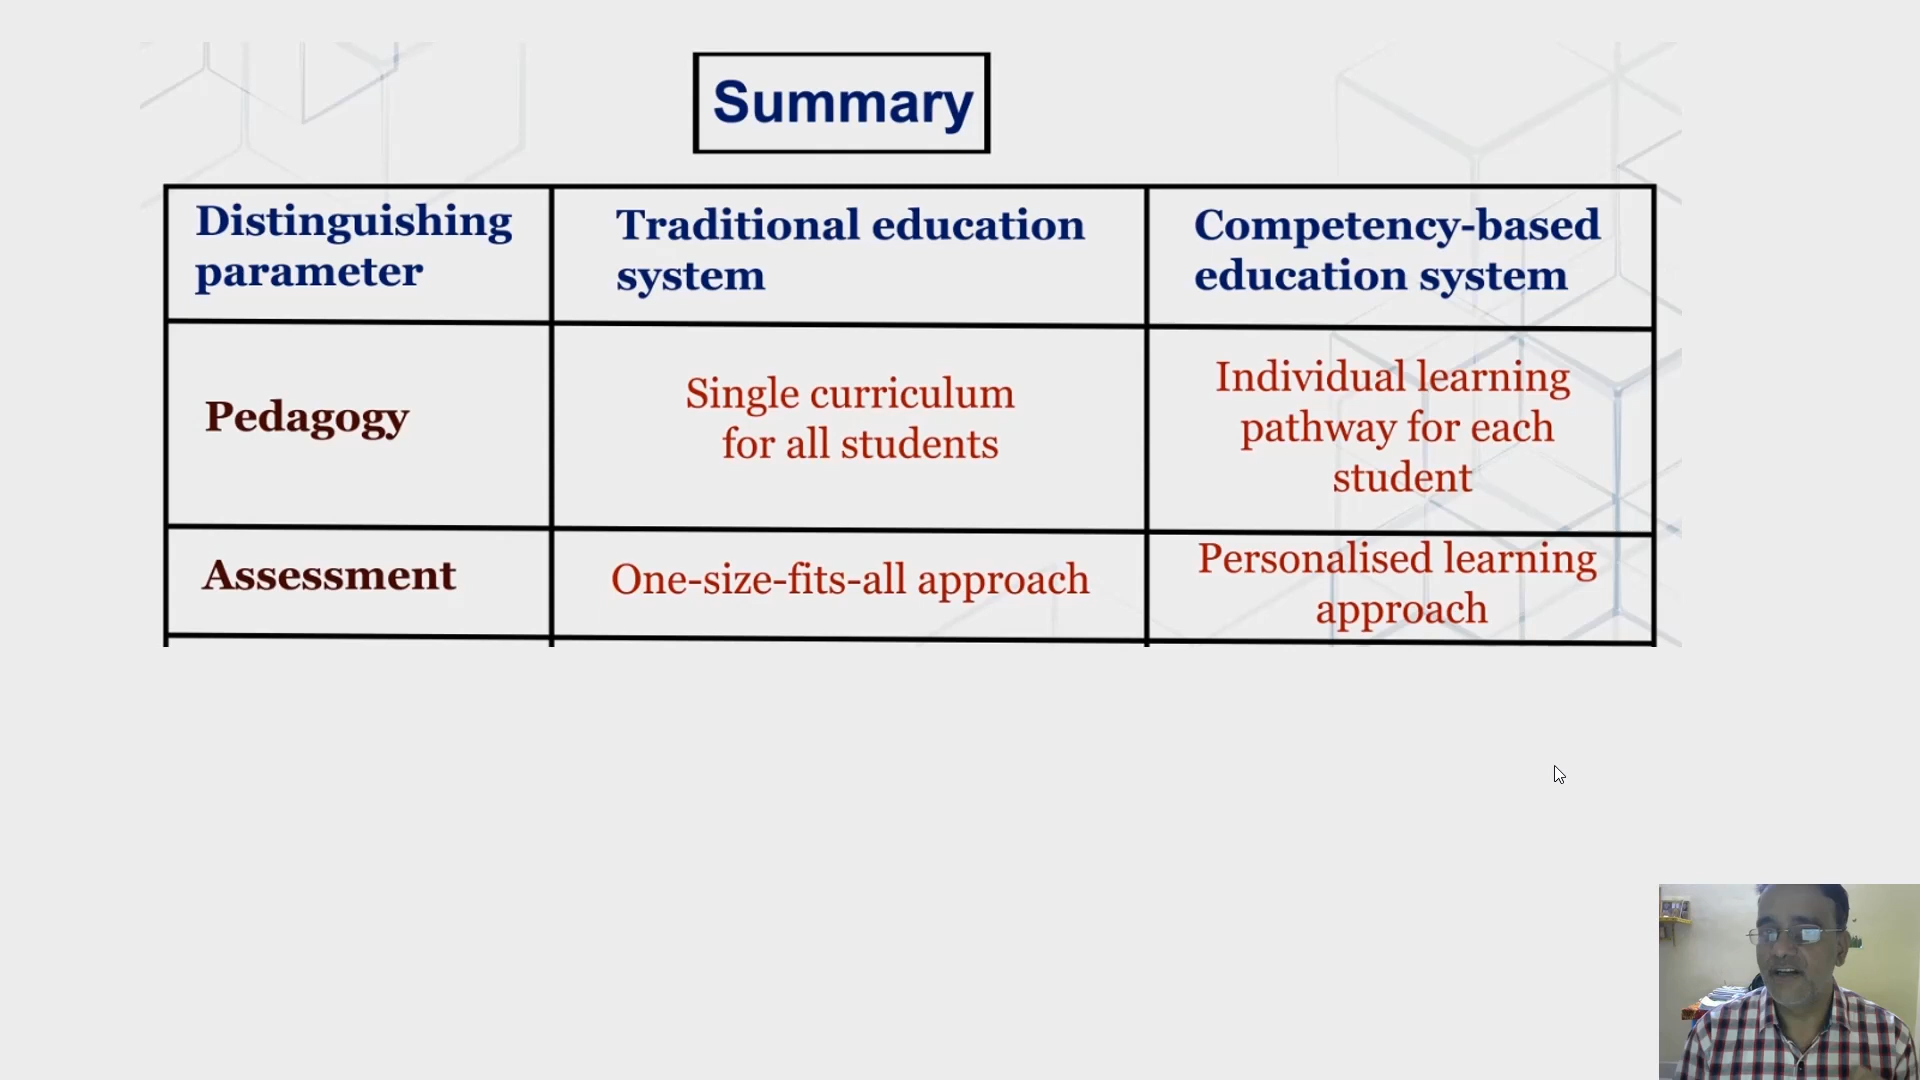 Summary
Distinguishing
parameter
Traditional education
system
Competency-based
education system
Pedagogy
Single curriculum
for all students
Individual learning
pathway for each
student
Assessment
One-size-fits-all approach
Personalised learning
approach